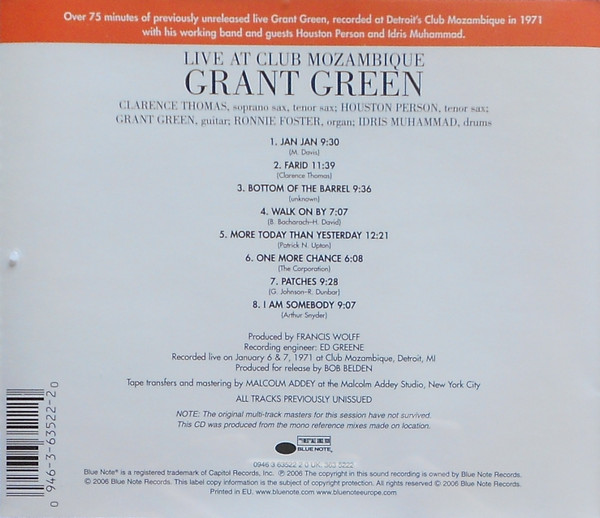 Over 75 minutes of previously unreleased live Grant Green, recorded at Detroit's Club Mozambique in 1971
with his working band and guests Houston Person and Idris Muhammad.
LIVE AT CLUB MOZAMBIQUE
GRANT GREEN
CLARENCE THOMAS, soprano sax, tenor sax; HOUSTON PERSON, tenor sax;
GRANT GREEN, guitar; RONNIE FOSTER, organ; IDRIS MUHAMMAD, drums
1. JAN JAN 9:30
(M. Davis)
2. FARID 11:39
(Clarence Thomas)
3. BOTTOM OF THE BARREL 9:36
(unknown)
4. WALK ON BY 7:07
(B. Bacharach–H. David)
5. MORE TODAY THAN YESTERDAY 12:21
(Patrick N. Upton)
6. ONE MORE CHANCE 6:08
(The Corporation)
7. PATCHES 9:28
(G. Johnson–R. Dunbar)
8. I AM SOMEBODY 9:07
(Arthur Snyder)
Produced by FRANCIS WOLFF
Recording engineer: ED GREENE
Recorded live on January 6 & 7, 1971 at Club Mozambique, Detroit, MI
Produced for release by BOB BELDEN
Tape transfers and mastering by MALCOLM ADDEY at the Malcolm Addey Studio, New York City
ALL TRACKS PREVIOUSLY UNISSUED
NOTE: The original multi-track masters for this session have not survived.
This CD was produced from the mono reference mixes made on location.
BLUE NOTE
0946 3 63522 2 0 UK: 363 5222
Blue Note® is a registered trademark of Capitol Records, Inc. ℗ 2006 The copyright in this sound recording is owned by Blue Note Records.
© 2006 Blue Note Records. This label copy information is the subject of copyright protection. All rights reserved © 2006 Blue Note Records.
Printed in EU. www.bluenote.com www.bluenoteeurope.com
0 946-3-63522-2 0